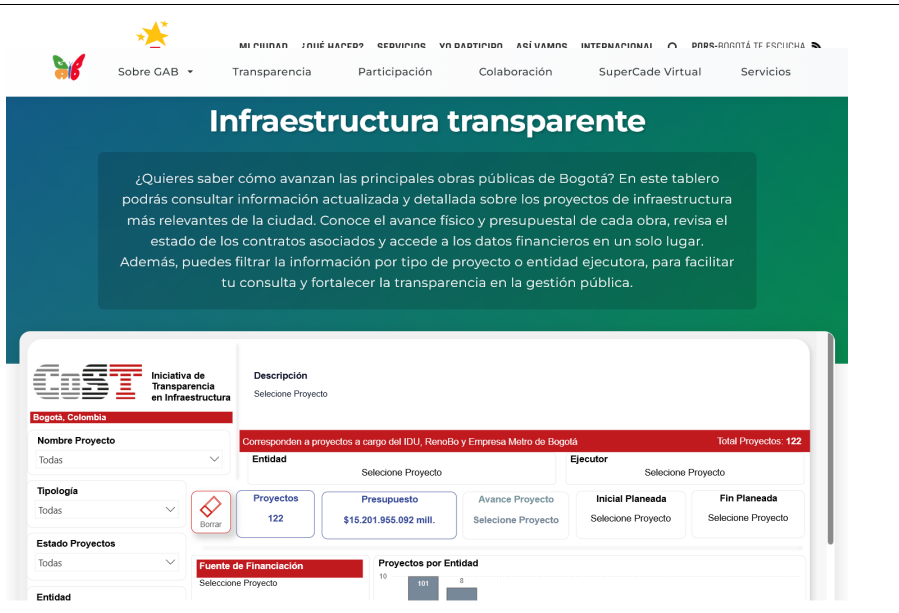 MI CIUDAD ¿QUÉ HACER? SERVICIOS YO PARTICIPO ASÍ VAMOS INTERNACIONAL PQRS-BOGOTÁ TE ESCUCHA
Sobre GAB Transparencia Participación Colaboración SuperCade Virtual Servicios
Infraestructura transparente
¿Quieres saber cómo avanzan las principales obras públicas de Bogotá? En este tablero
podrás consultar información actualizada y detallada sobre los proyectos de infraestructura
más relevantes de la ciudad. Conoce el avance físico y presupuestal de cada obra, revisa el
estado de los contratos asociados y accede a los datos financieros en un solo lugar.
Además, puedes filtrar la información por tipo de proyecto o entidad ejecutora, para facilitar
tu consulta y fortalecer la transparencia en la gestión pública.
CoST
Iniciativa de
Transparencia
en Infraestructura
Bogotá, Colombia
Descripción
Selecione Proyecto
Nombre Proyecto
Todas
Corresponden a proyectos a cargo del IDU, RenoBo y Empresa Metro de Bogotá Total Proyectos: 122
Entidad Ejecutor
Selecione Proyecto Selecione Proyecto
Tipología
Todas
Borrar
Proyectos Presupuesto Avance Proyecto Inicial Planeada Fin Planeada
122 $15.201.955.092 mill. Selecione Proyecto Selecione Proyecto Selecione Proyecto
Estado Proyectos
Todas
Fuente de Financiación
Seleccione Proyecto
Proyectos por Entidad
10
101 8
Entidad